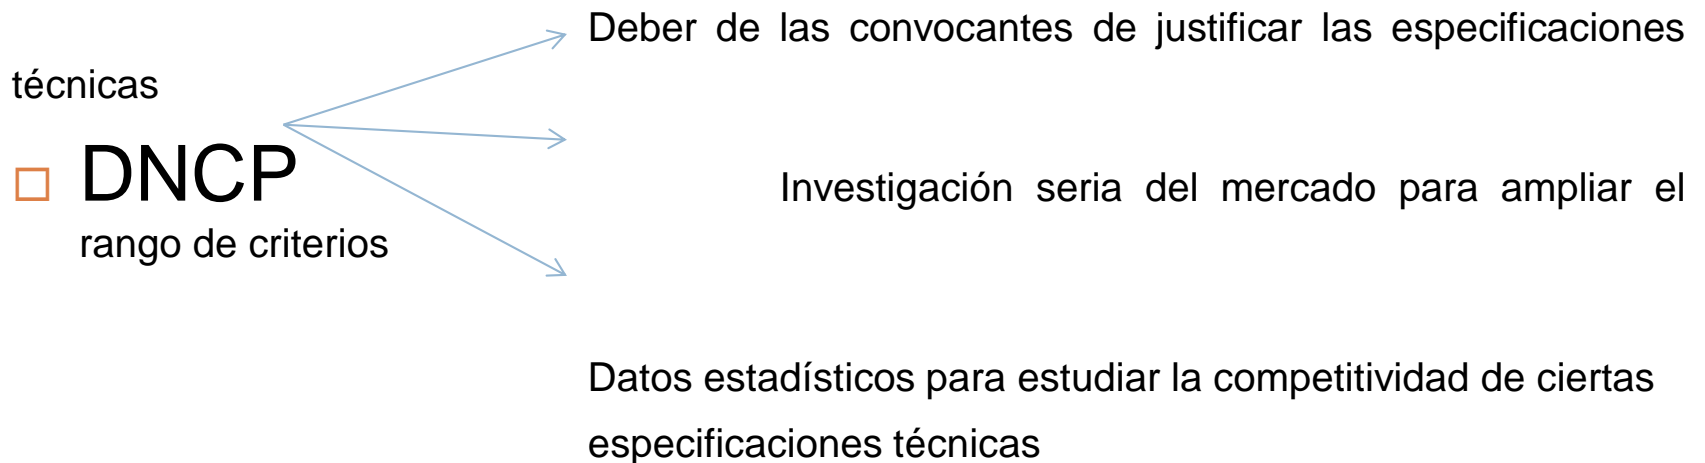 Deber de las convocantes de justificar las especificaciones
técnicas
DNCP
Investigación seria del mercado para ampliar el
rango de criterios
Datos estadísticos para estudiar la competitividad de ciertas
especificaciones técnicas